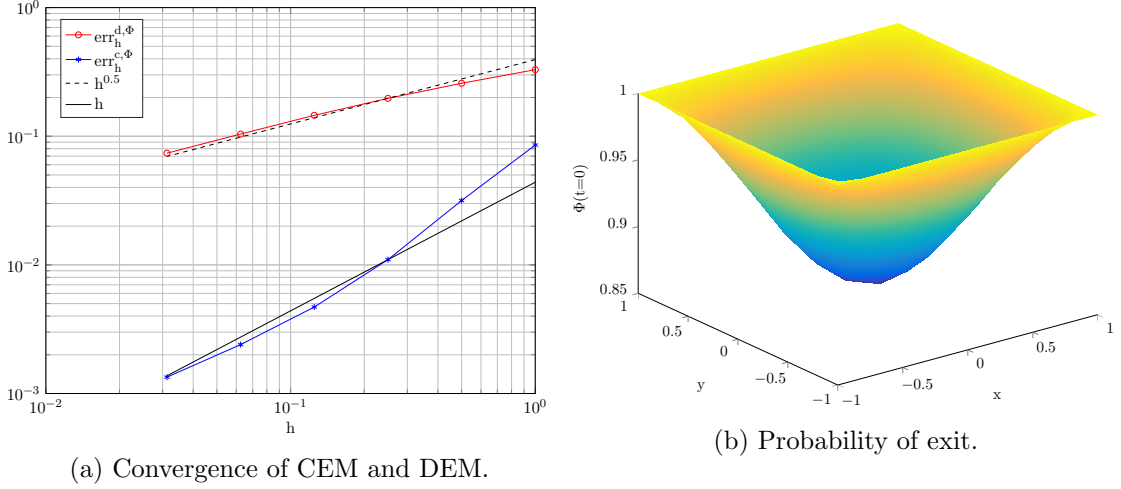 10^0
10^{-1}
10^{-2}
10^{-3}
10^{-2}
10^{-1}
10^0
h
err_h^{d,Φ}
err_h^{c,Φ}
h^{0.5}
h
(a) Convergence of CEM and DEM.
Φ(t=0)
1
0.95
0.9
0.85
1
0.5
0
−0.5
−1
y
−1
−0.5
0
0.5
1
x
(b) Probability of exit.